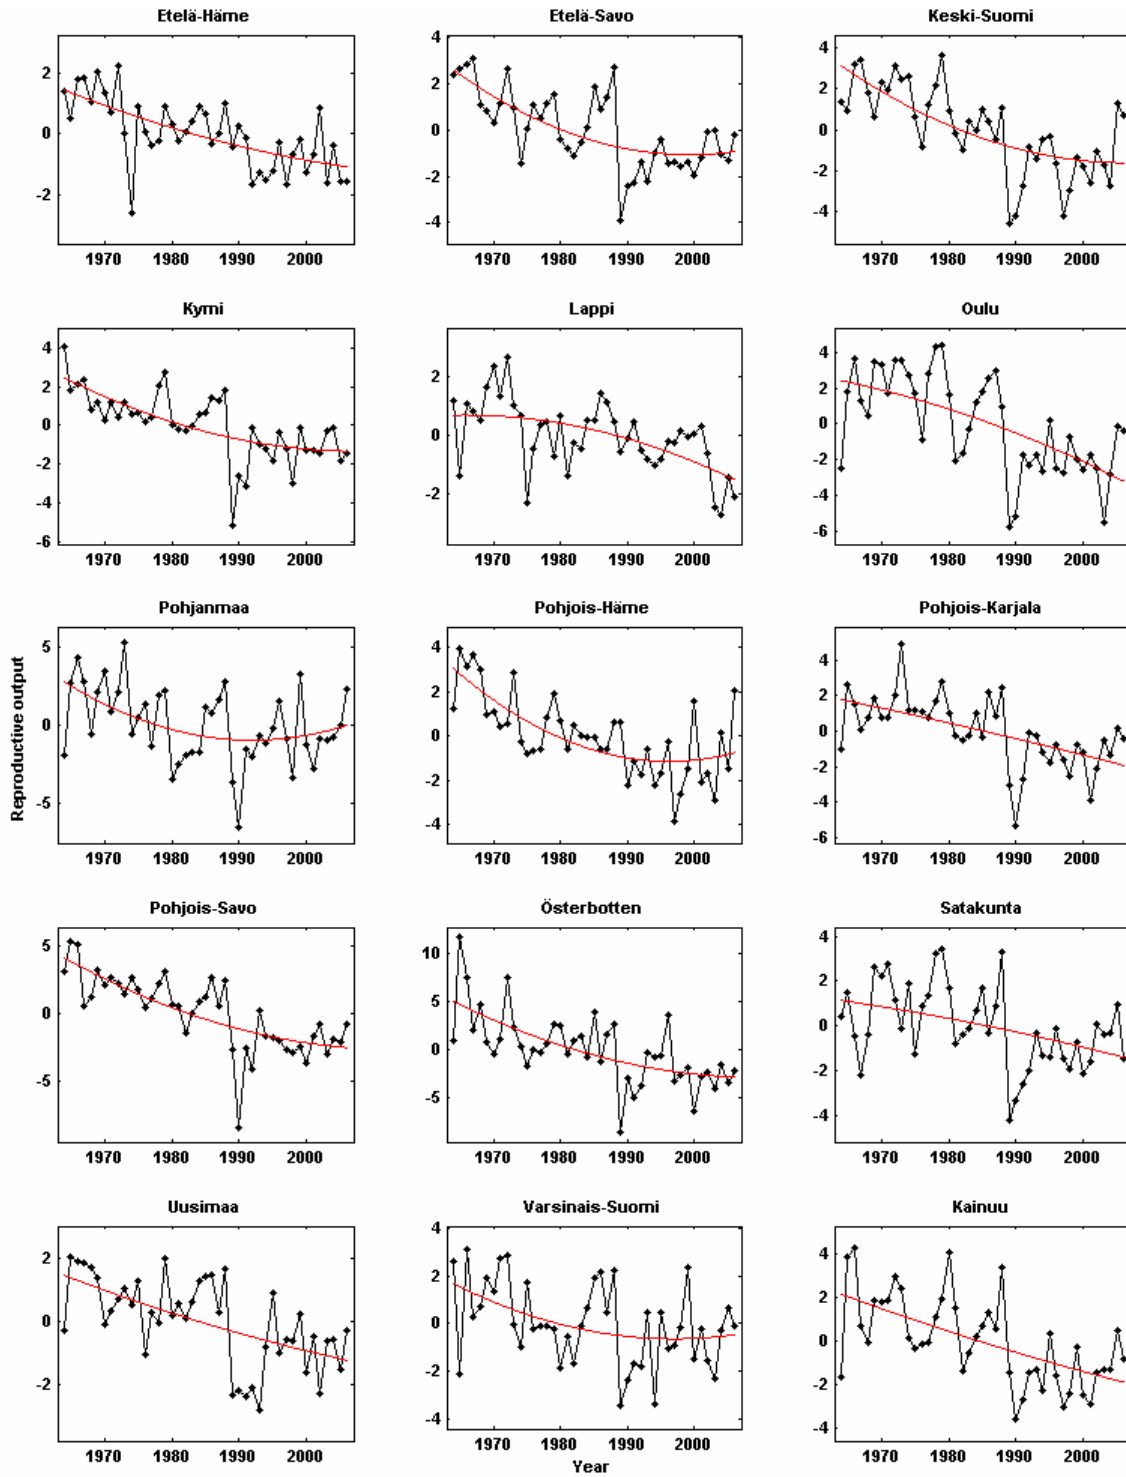 Etelä-Häme Etelä-Savo Keski-Suomi
2 0 -2
4 2 0 -2 -4
4 2 0 -2 -4
1970 1980 1990 2000 1970 1980 1990 2000 1970 1980 1990 2000
Kymi Lappi Oulu
4 2 0 -2 -4 -6
2 0 -2
4 2 0 -2 -4 -6
1970 1980 1990 2000 1970 1980 1990 2000 1970 1980 1990 2000
Pohjanmaa Pohjois-Häme Pohjois-Karjala
Reproductive output
5 0 -5
4 2 0 -2 -4
4 2 0 -2 -4 -6
1970 1980 1990 2000 1970 1980 1990 2000 1970 1980 1990 2000
Pohjois-Savo Österbotten Satakunta
5 0 -5
10 5 0 -5
4 2 0 -2 -4
1970 1980 1990 2000 1970 1980 1990 2000 1970 1980 1990 2000
Uusimaa Varsinais-Suomi Kainuu
2 0 -2
4 2 0 -2 -4
4 2 0 -2 -4
1970 1980 1990 2000 1970 1980 1990 2000 1970 1980 1990 2000
Year